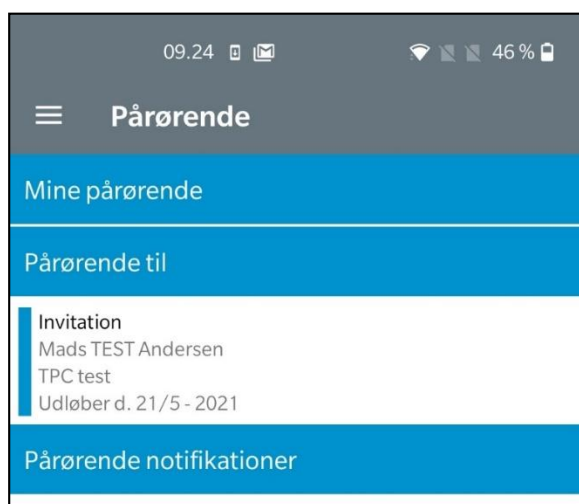 09.24 46 %
Pårørende
Mine pårørende
Pårørende til
Invitation
Mads TEST Andersen
TPC test
Udløber d. 21/5 - 2021
Pårørende notifikationer